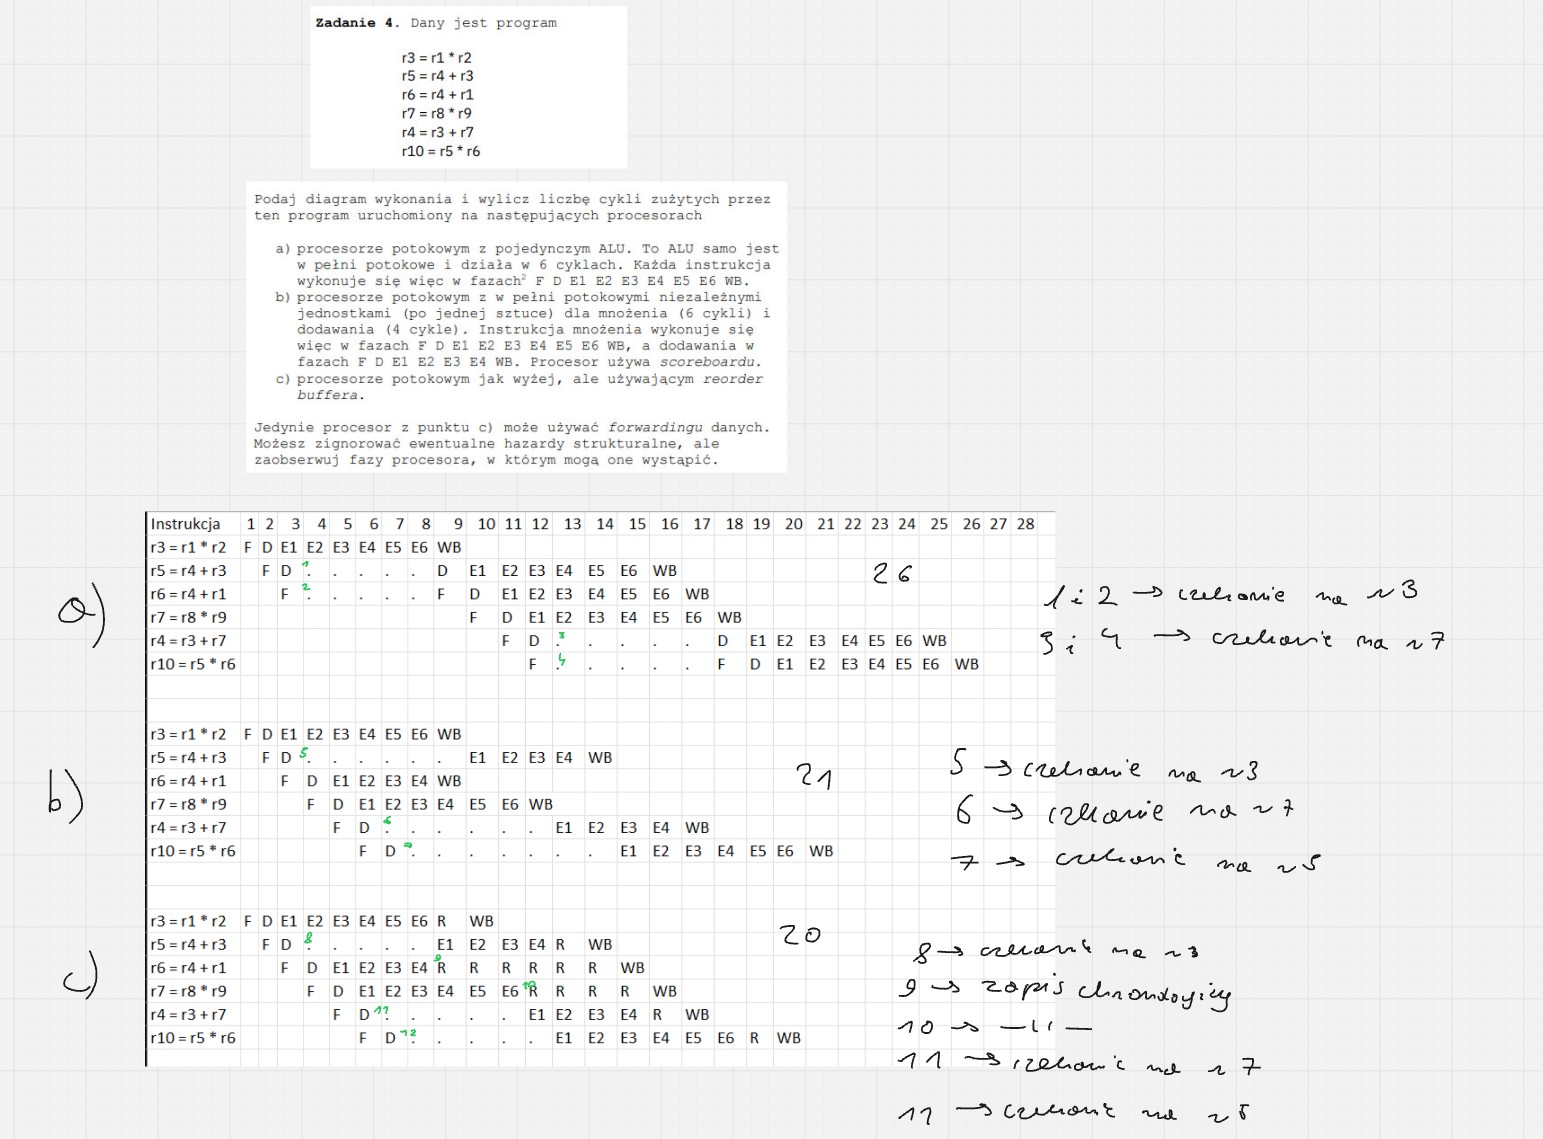 Zadanie 4. Dany jest program
r3 = r1 * r2
r5 = r4 + r3
r6 = r4 + r1
r7 = r8 * r9
r4 = r3 + r7
r10 = r5 * r6
Podaj diagram wykonania i wylicz liczbę cykli zużytych przez
ten program uruchomiony na następujących procesorach
a) procesorze potokowym z pojedynczym ALU. To ALU samo jest
w pełni potokowe i działa w 6 cyklach. Każda instrukcja
wykonuje się więc w fazach² F D E1 E2 E3 E4 E5 E6 WB.
b) procesorze potokowym z w pełni potokowymi niezależnymi
jednostkami (po jednej sztuce) dla mnożenia (6 cykli) i
dodawania (4 cykle). Instrukcja mnożenia wykonuje się
więc w fazach F D E1 E2 E3 E4 E5 E6 WB, a dodawania w
fazach F D E1 E2 E3 E4 WB. Procesor używa scoreboardu.
c) procesorze potokowym jak wyżej, ale używającym reorder
buffera.
Jedynie procesor z punktu c) może używać forwardingu danych.
Możesz zignorować ewentualne hazardy strukturalne, ale
zaobserwuj fazy procesora, w którym mogą one wystąpić.
Instrukcja 1 2 3 4 5 6 7 8 9 10 11 12 13 14 15 16 17 18 19 20 21 22 23 24 25 26 27 28
a)
r3 = r1 * r2 F D E1 E2 E3 E4 E5 E6 WB
r5 = r4 + r3 F D 1 . . . . . D E1 E2 E3 E4 E5 E6 WB 26
r6 = r4 + r1 F 2 . . . . . F D E1 E2 E3 E4 E5 E6 WB 1 i 2 → czekanie na r3
r7 = r8 * r9 F D E1 E2 E3 E4 E5 E6 WB
r4 = r3 + r7 F D 3 . . . . . D E1 E2 E3 E4 E5 E6 WB 3 i 4 → czekanie na r7
r10 = r5 * r6 F 4 . . . . . F D E1 E2 E3 E4 E5 E6 WB
b)
r3 = r1 * r2 F D E1 E2 E3 E4 E5 E6 WB
r5 = r4 + r3 F D 5 . . . . . . E1 E2 E3 E4 WB 5 → czekanie na r3
r6 = r4 + r1 F D E1 E2 E3 E4 WB 21
r7 = r8 * r9 F D E1 E2 E3 E4 E5 E6 WB 6 → czekanie na r7
r4 = r3 + r7 F D 6 . . . . . . E1 E2 E3 E4 WB
r10 = r5 * r6 F D 7 . . . . . . . E1 E2 E3 E4 E5 E6 WB 7 → czekanie na r5
c)
r3 = r1 * r2 F D E1 E2 E3 E4 E5 E6 R WB
r5 = r4 + r3 F D 8 . . . . . E1 E2 E3 E4 R WB 20 8 → czekanie na r3
r6 = r4 + r1 F D E1 E2 E3 E4 9 R R R R R R WB
r7 = r8 * r9 F D E1 E2 E3 E4 E5 E6 10 R R R R WB 9 → zapis
r4 = r3 + r7 F D 11 . . . . . E1 E2 E3 E4 R WB 10 → —||—
r10 = r5 * r6 F D 12 . . . . . E1 E2 E3 E4 E5 E6 R WB 11 → czekanie na r7
11 → czekanie na